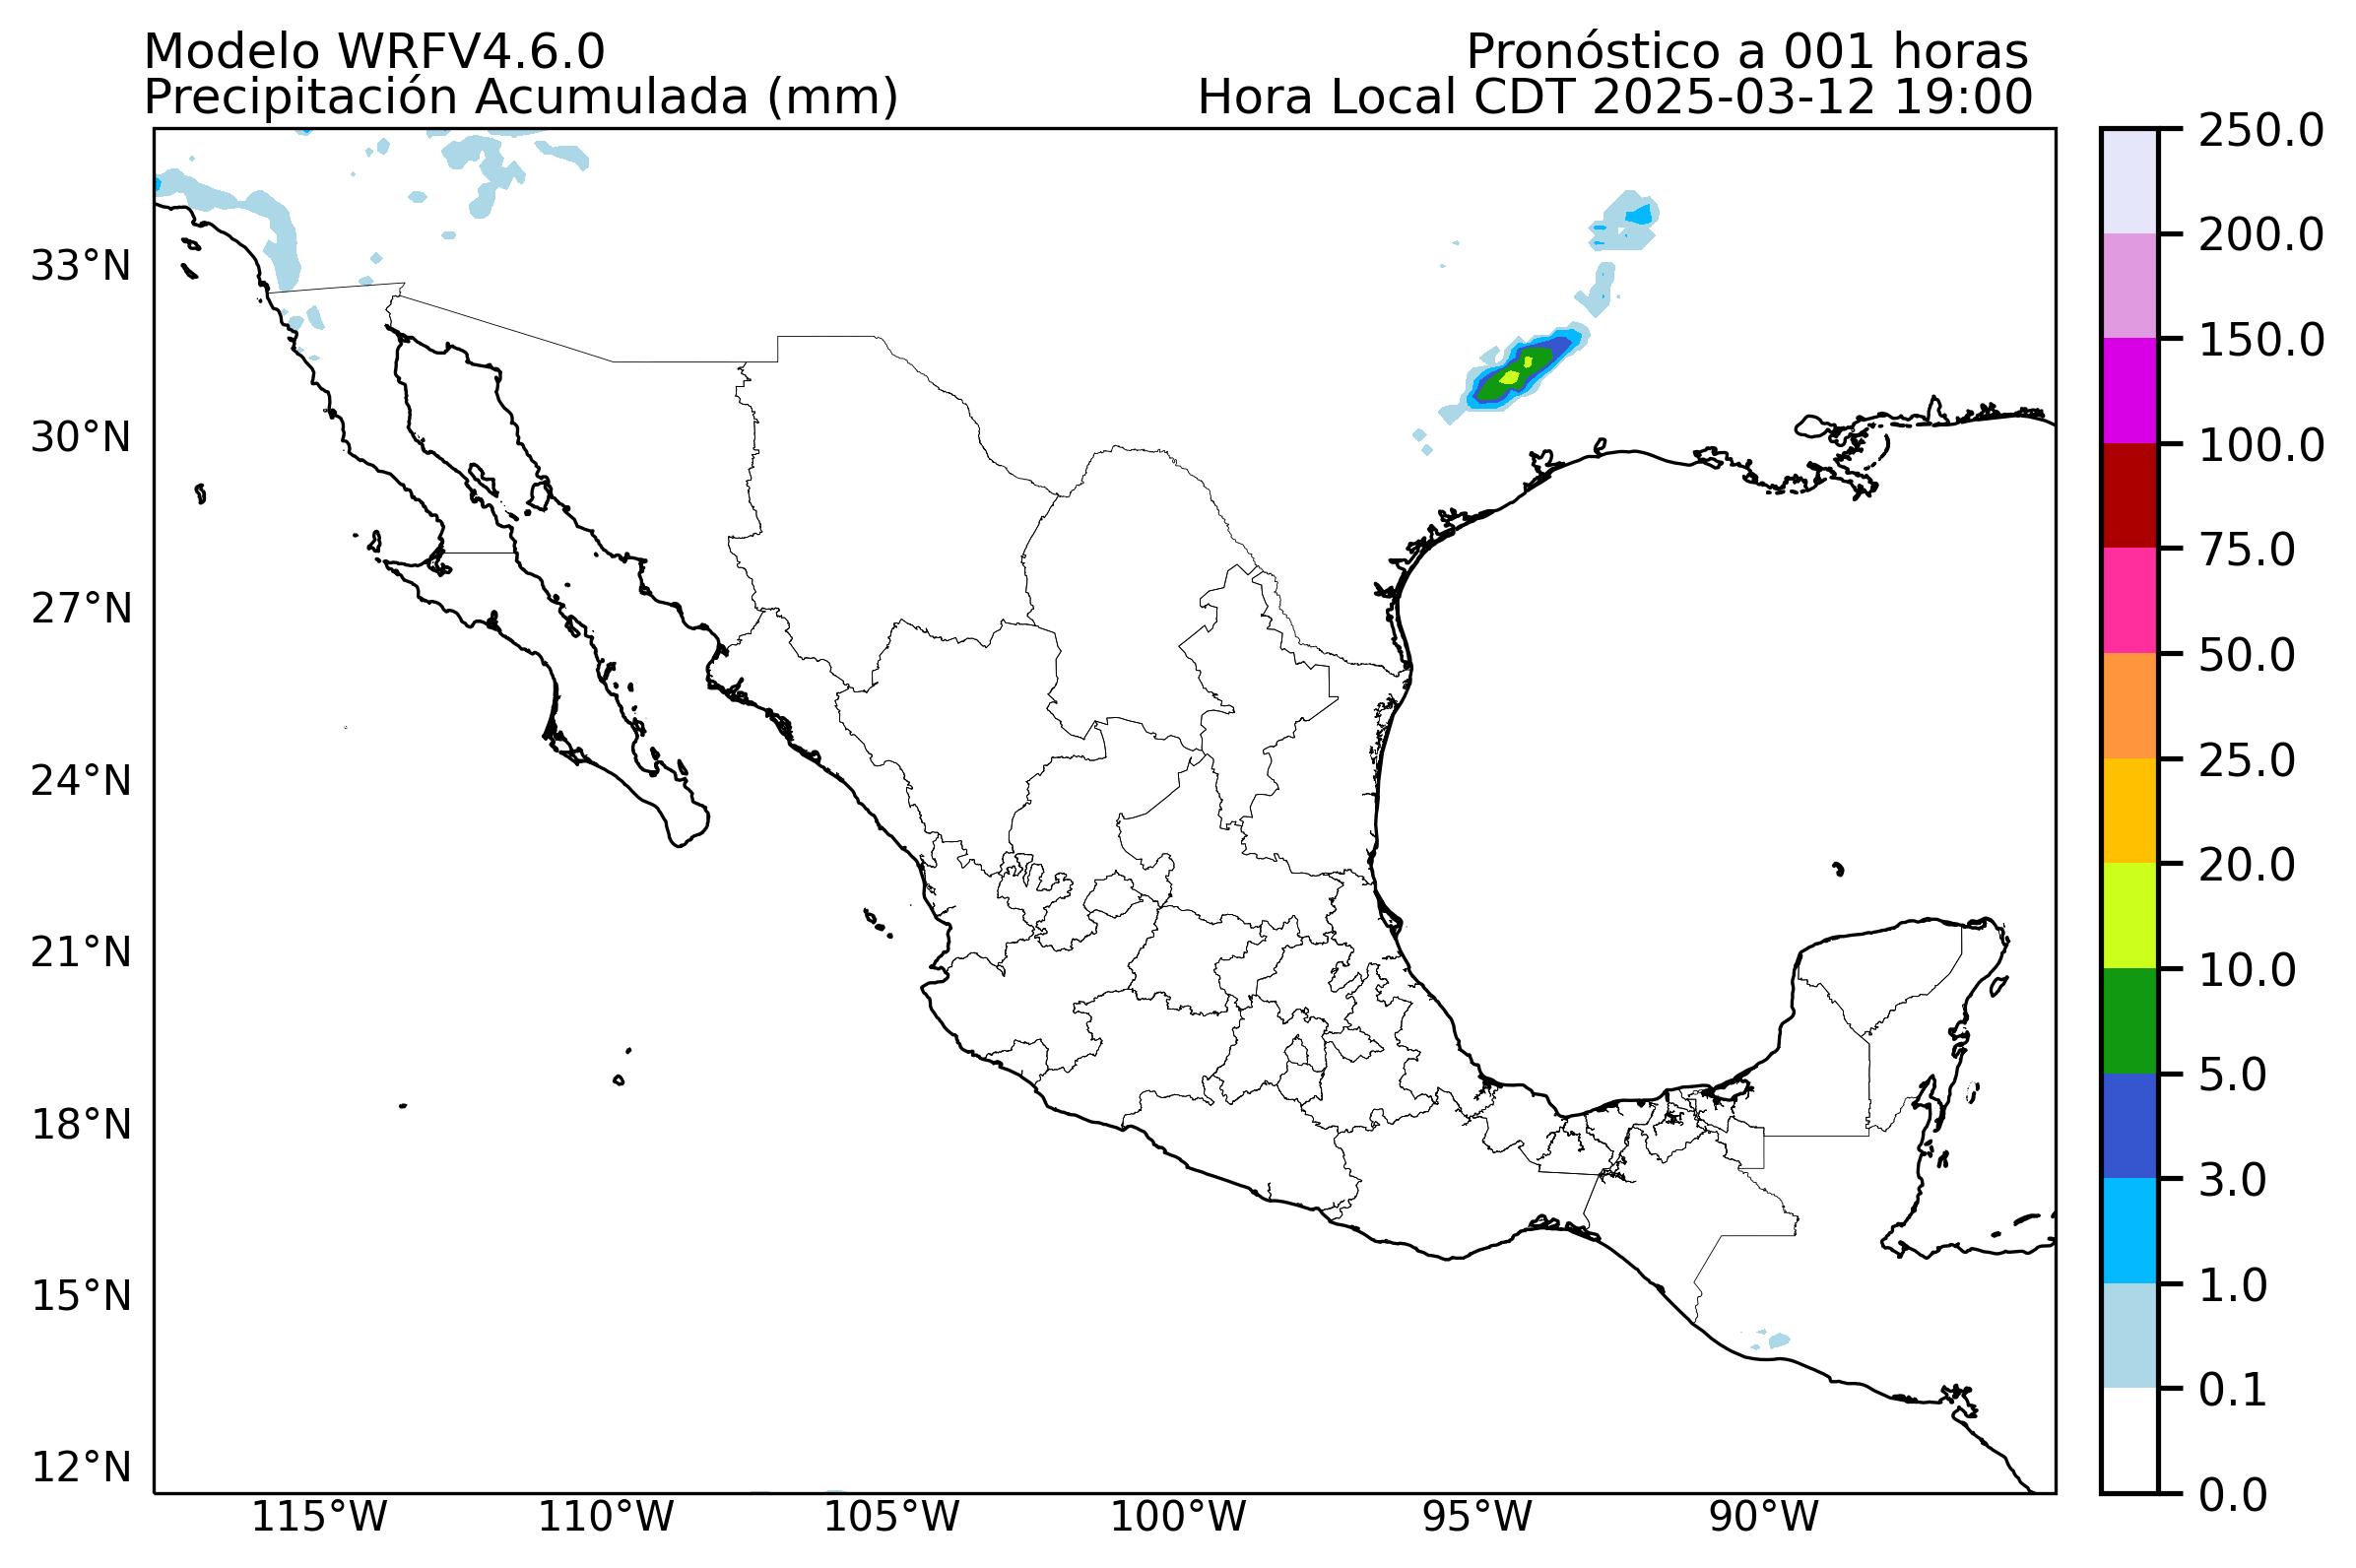 Modelo WRFV4.6.0
Pronóstico a 001 horas
Precipitación Acumulada (mm)
Hora Local CDT 2025-03-12 19:00
33°N
30°N
27°N
24°N
21°N
18°N
15°N
12°N
115°W
110°W
105°W
100°W
95°W
90°W
250.0
200.0
150.0
100.0
75.0
50.0
25.0
20.0
10.0
5.0
3.0
1.0
0.1
0.0